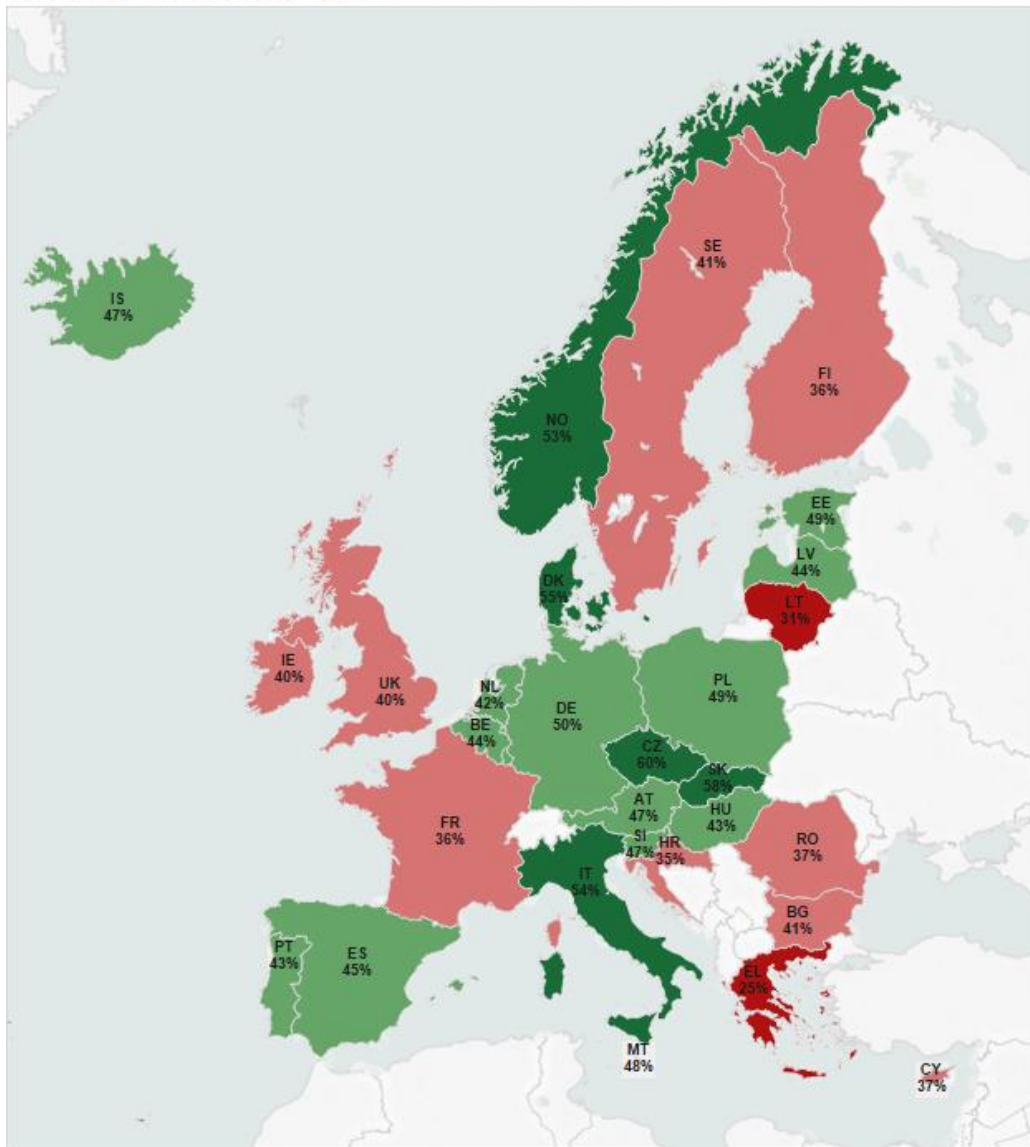 SE
41%
IS
47%
FI
36%
NO
53%
EE
49%
LV
44%
DK
55%
LT
31%
IE
40%
UK
40%
NL
42%
PL
49%
DE
50%
BE
44%
CZ
60%
SK
58%
AT
47%
HU
43%
FR
36%
SI
47%
HR
35%
RO
37%
IT
54%
BG
41%
PT
43%
ES
45%
EL
25%
MT
48%
CY
37%